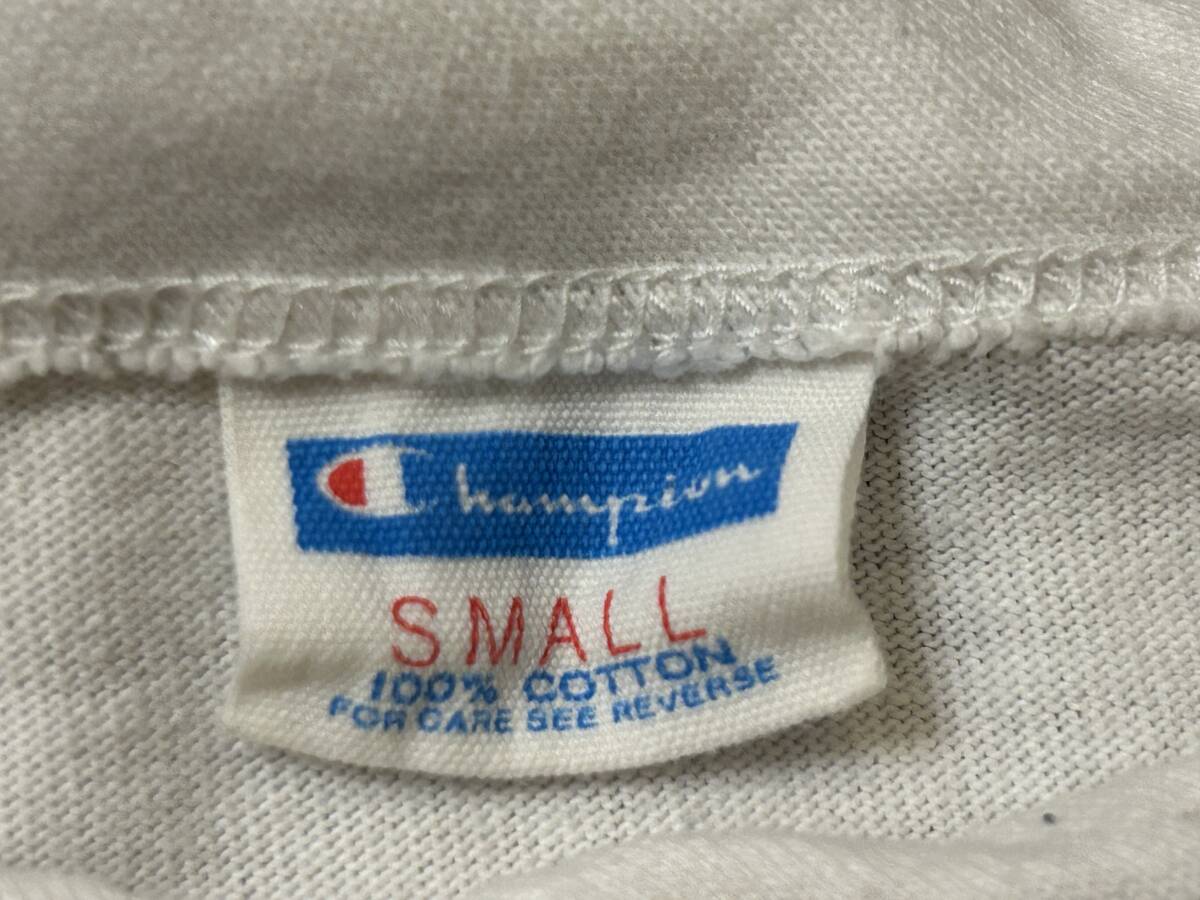 Champion
SMALL
100% COTTON
FOR CARE SEE REVERSE